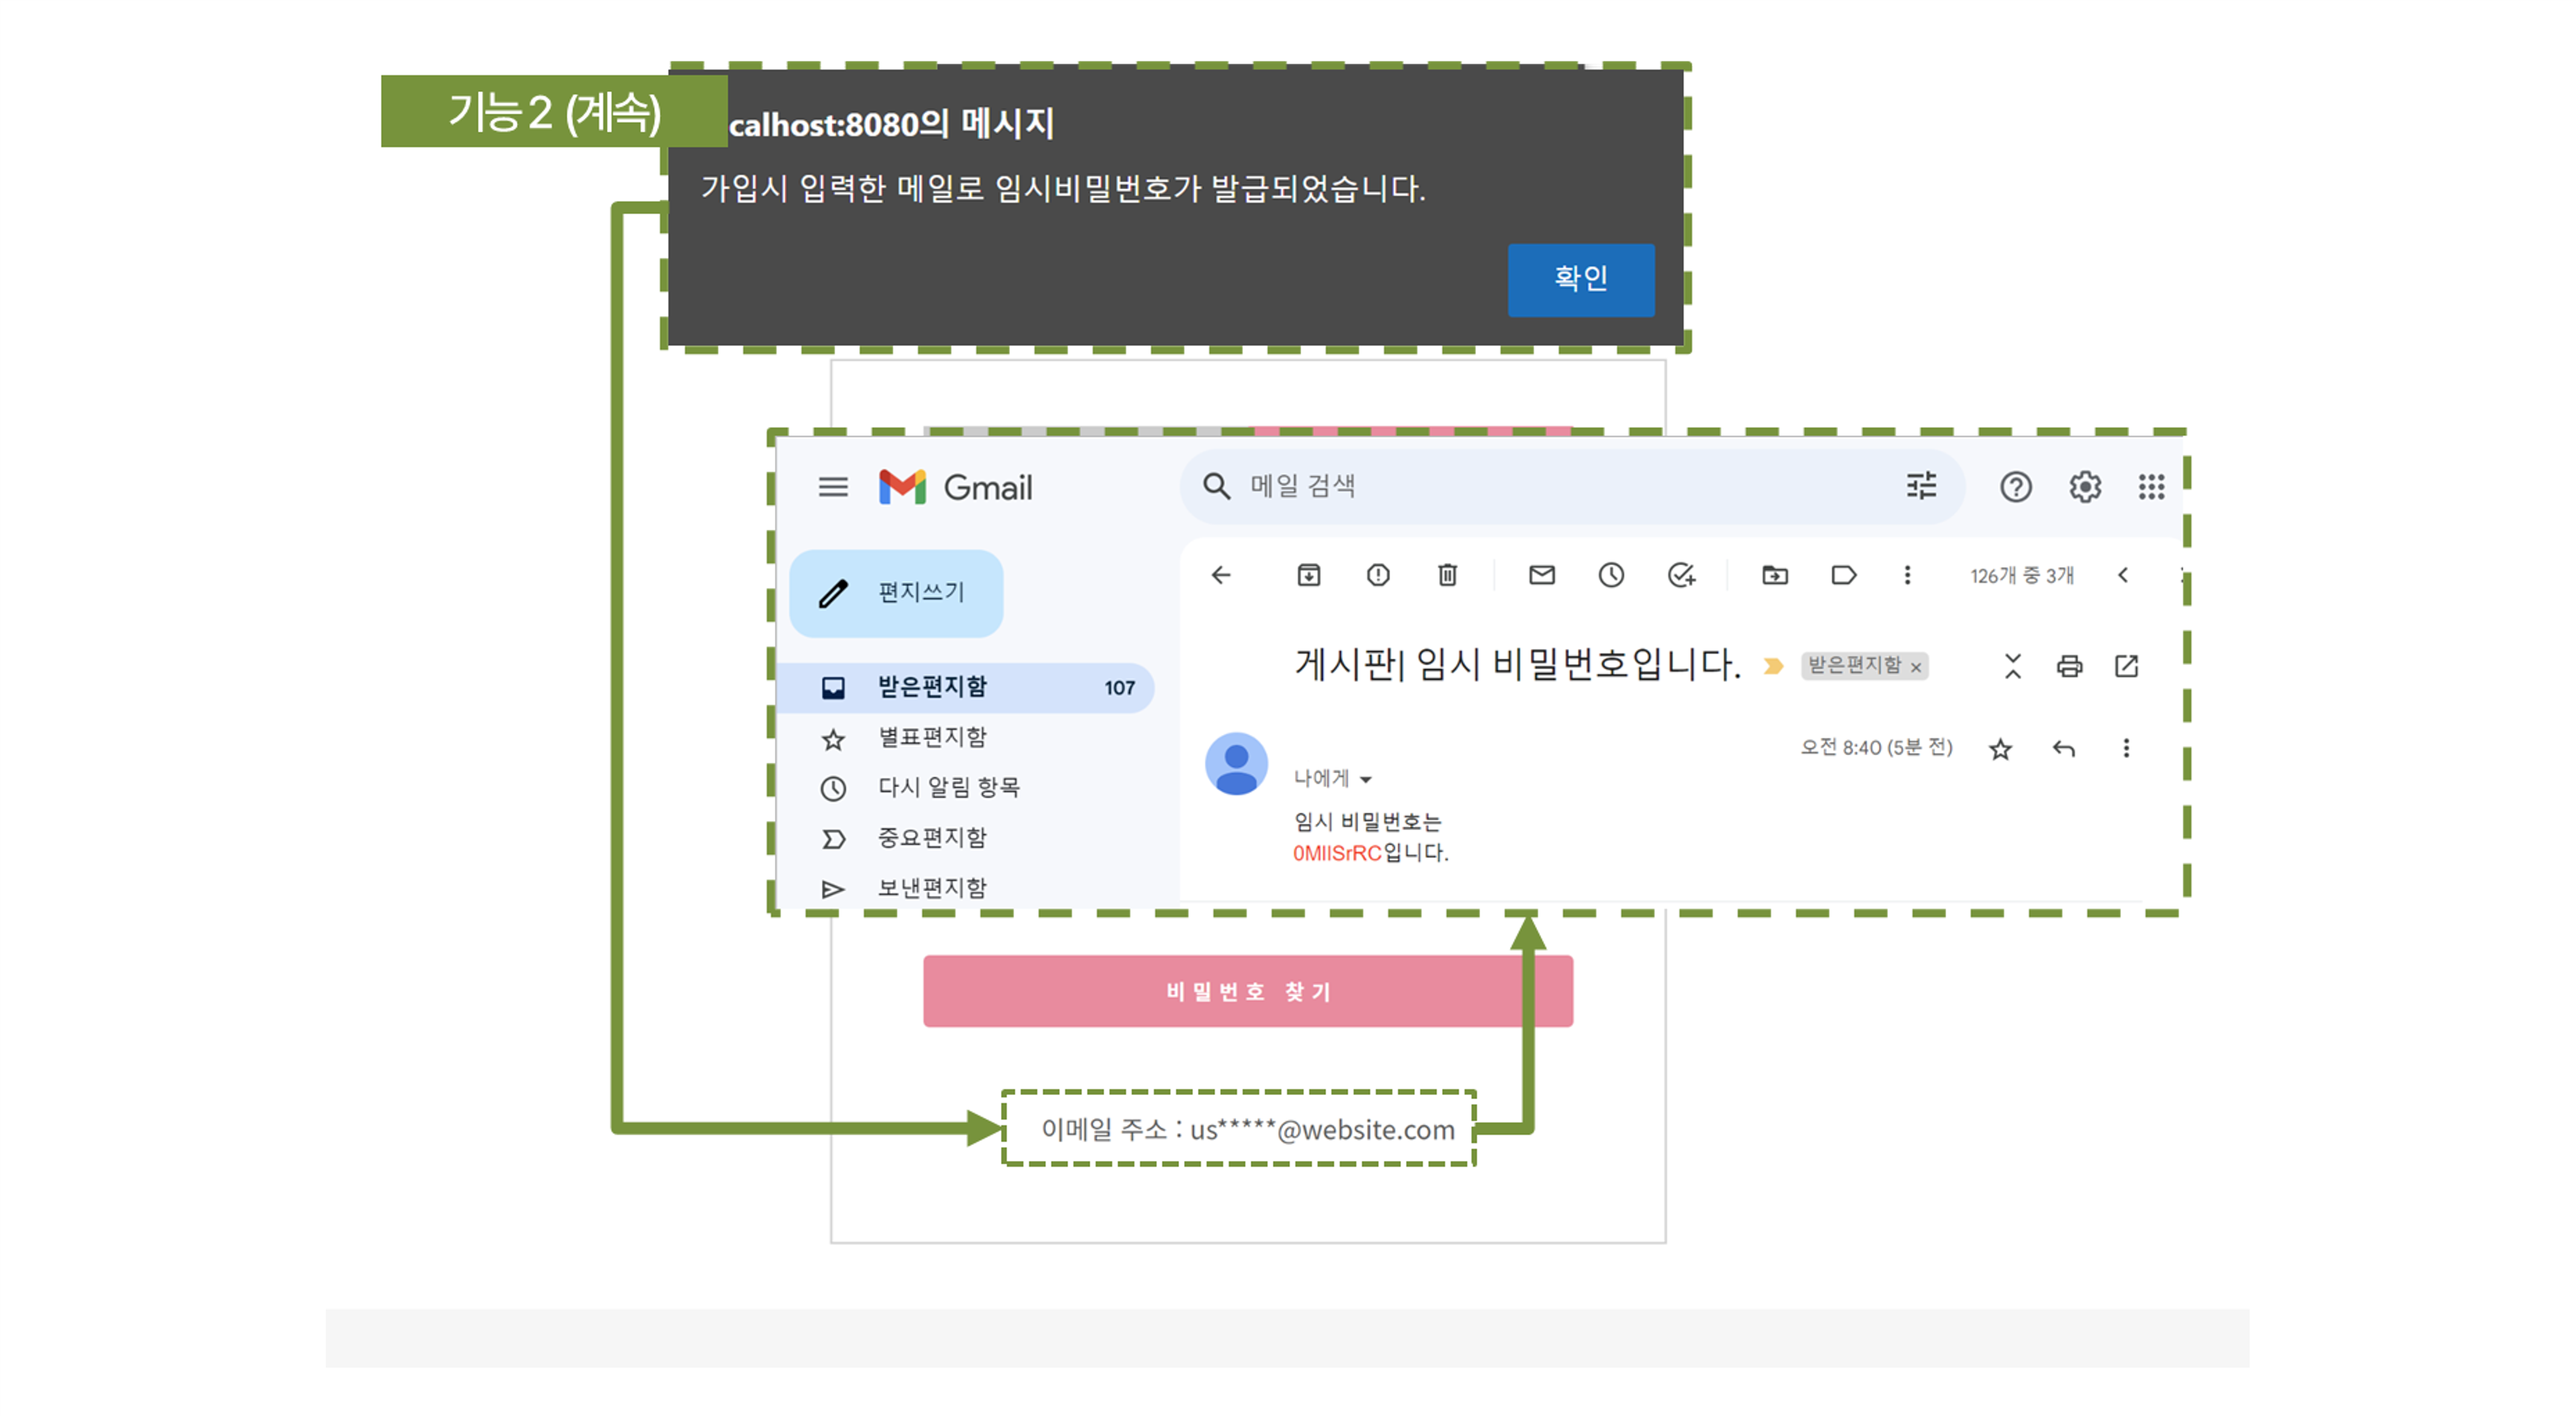 기능2 (계속)
calhost:8080의 메시지
가입시 입력한 메일로 임시비밀번호가 발급되었습니다.
확인
Gmail
메일 검색
편지쓰기
126개 중 3개
게시판| 임시 비밀번호입니다.
받은편지함 ×
받은편지함 107
별표편지함
다시 알림 항목
중요편지함
보낸편지함
오전 8:40 (5분 전)
나에게
임시 비밀번호는
0MIISrRC입니다.
비밀번호 찾기
이메일 주소 : us*****@website.com